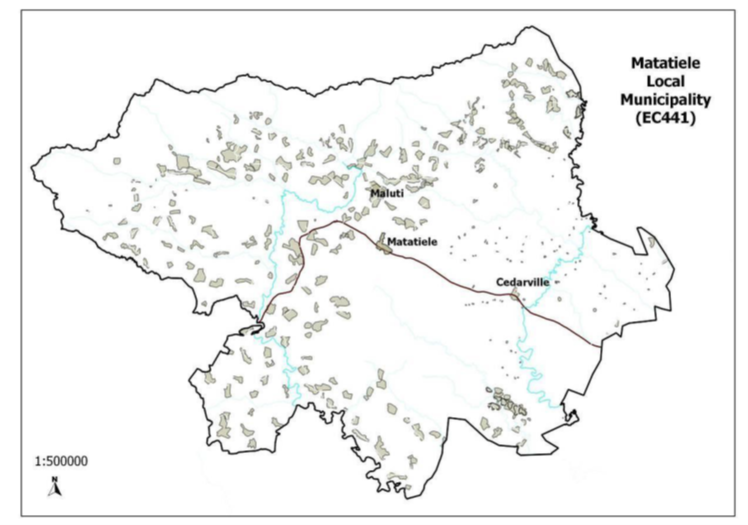 Matatiele
Local
Municipality
(EC441)
Maluti
Matatiele
Cedarville
1:500000
N